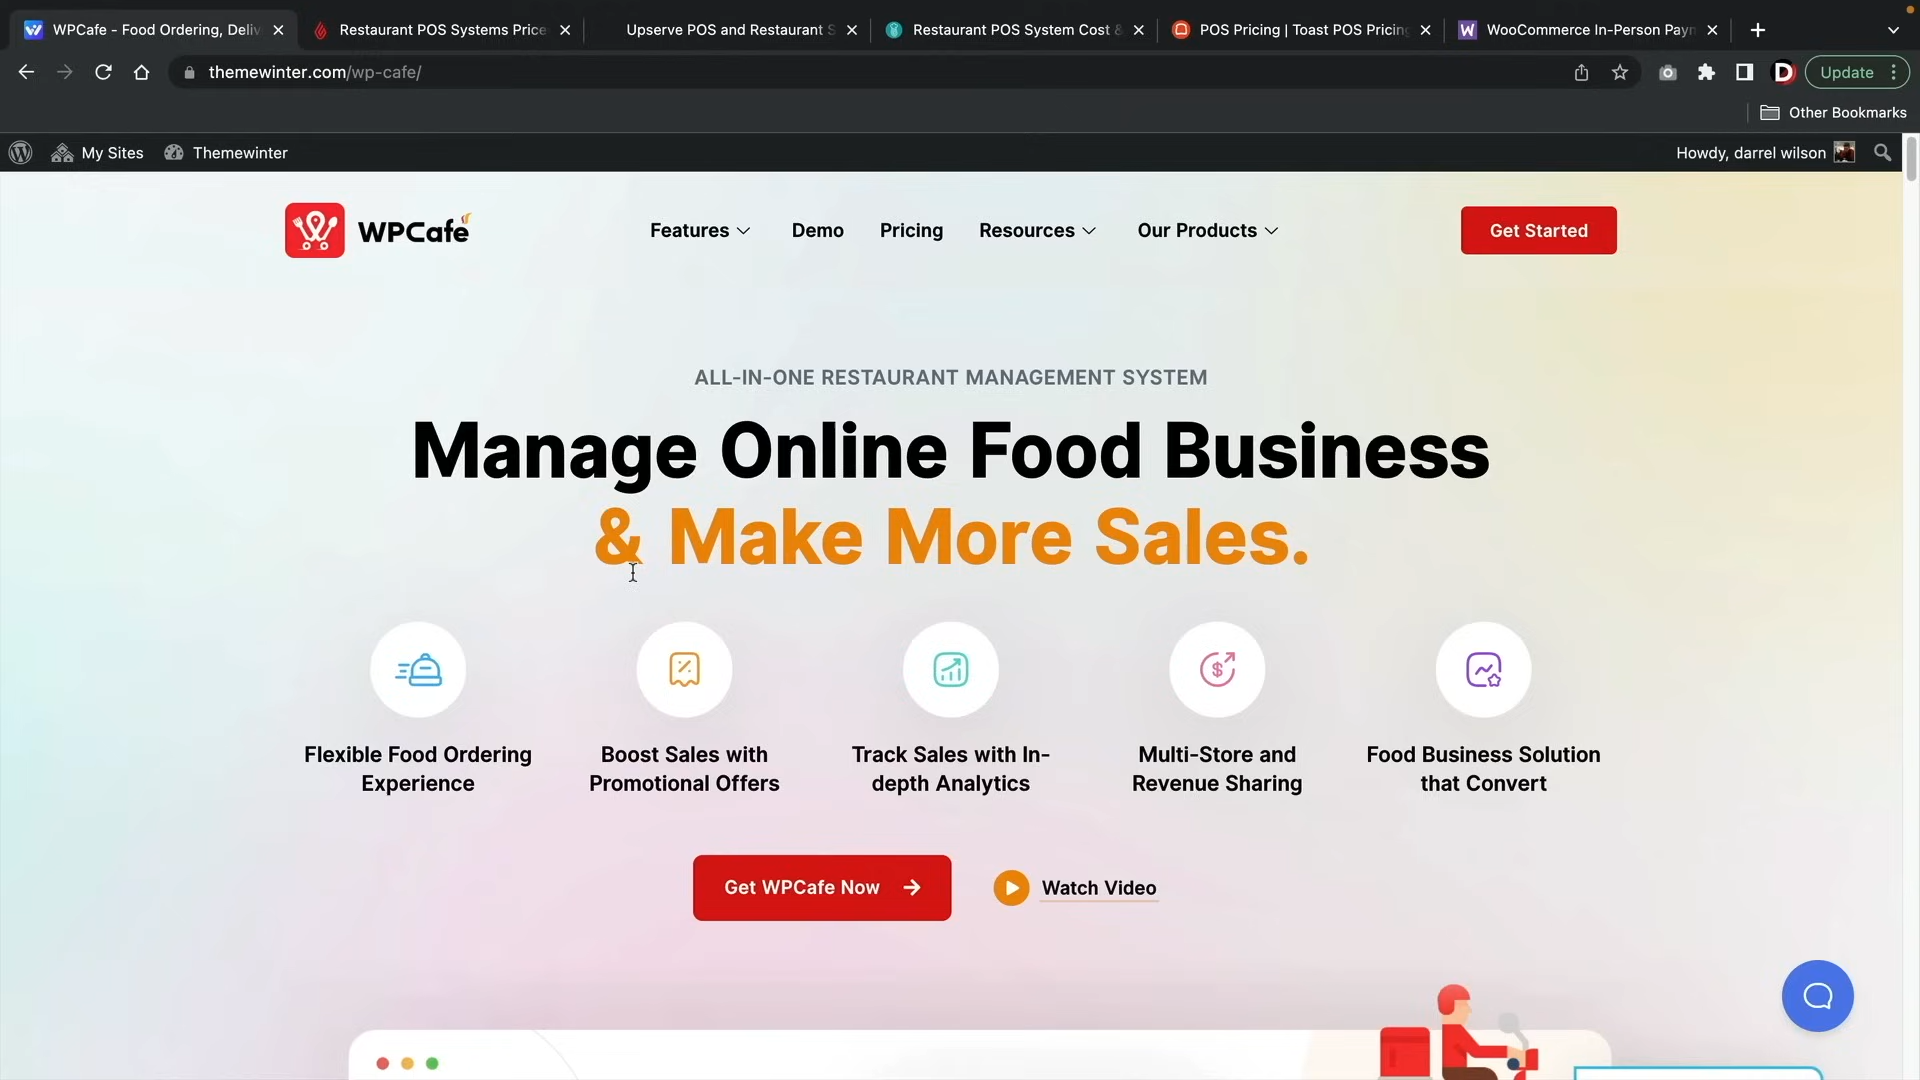 WPCafe - Food Ordering, Deliv
Restaurant POS Systems Price
Upserve POS and Restaurant S
Restaurant POS System Cost &
POS Pricing | Toast POS Pricing
WooCommerce In-Person Paym
themewinter.com/wp-cafe/
Update
Other Bookmarks
My Sites
Themewinter
Howdy, darrel wilson
WPCafe
Features
Demo
Pricing
Resources
Our Products
Get Started
ALL-IN-ONE RESTAURANT MANAGEMENT SYSTEM
Manage Online Food Business
& Make More Sales.
Flexible Food Ordering
Experience
Boost Sales with
Promotional Offers
Track Sales with In-
depth Analytics
Multi-Store and
Revenue Sharing
Food Business Solution
that Convert
Get WPCafe Now
Watch Video